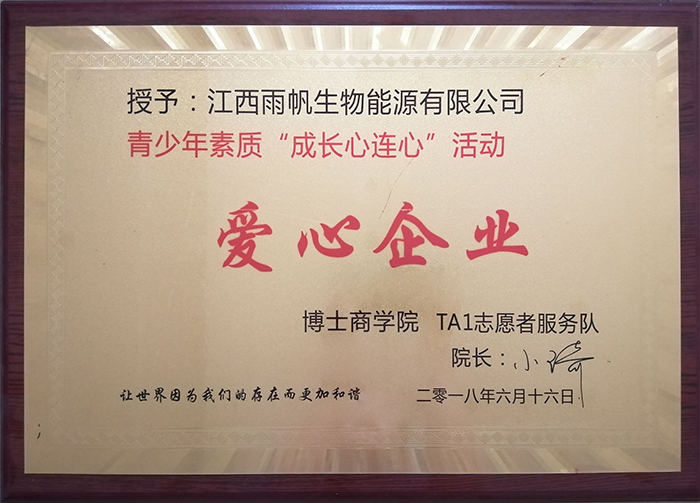 授予：江西雨帆生物能源有限公司
青少年素质“成长心连心”活动
爱心企业
博士商学院 TA1志愿者服务队
院长：小琦
让世界因为我们的存在而更加和谐
二零一八年六月十六日